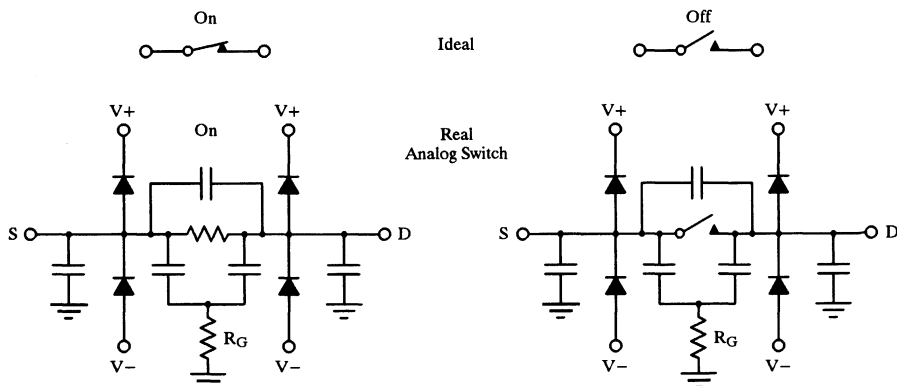 On
Ideal
Off
V+
On
V+
Real
Analog Switch
V+
V+
S
D
S
D
R_G
V−
V−
R_G
V−
V−